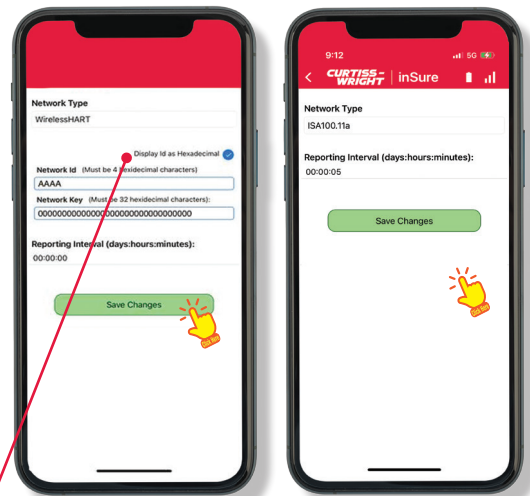 Network Type
WirelessHART
Display Id as Hexadecimal
Network Id (Must be 4 hexidecimal characters)
AAAA
Network Key (Must be 32 hexidecimal characters):
00000000000000000000000000000000
Reporting Interval (days:hours:minutes):
00:00:00
Save Changes
Click Here
9:12
5G
CURTISS-
WRIGHT inSure
Network Type
ISA100.11a
Reporting Interval (days:hours:minutes):
00:00:05
Save Changes
Click Here